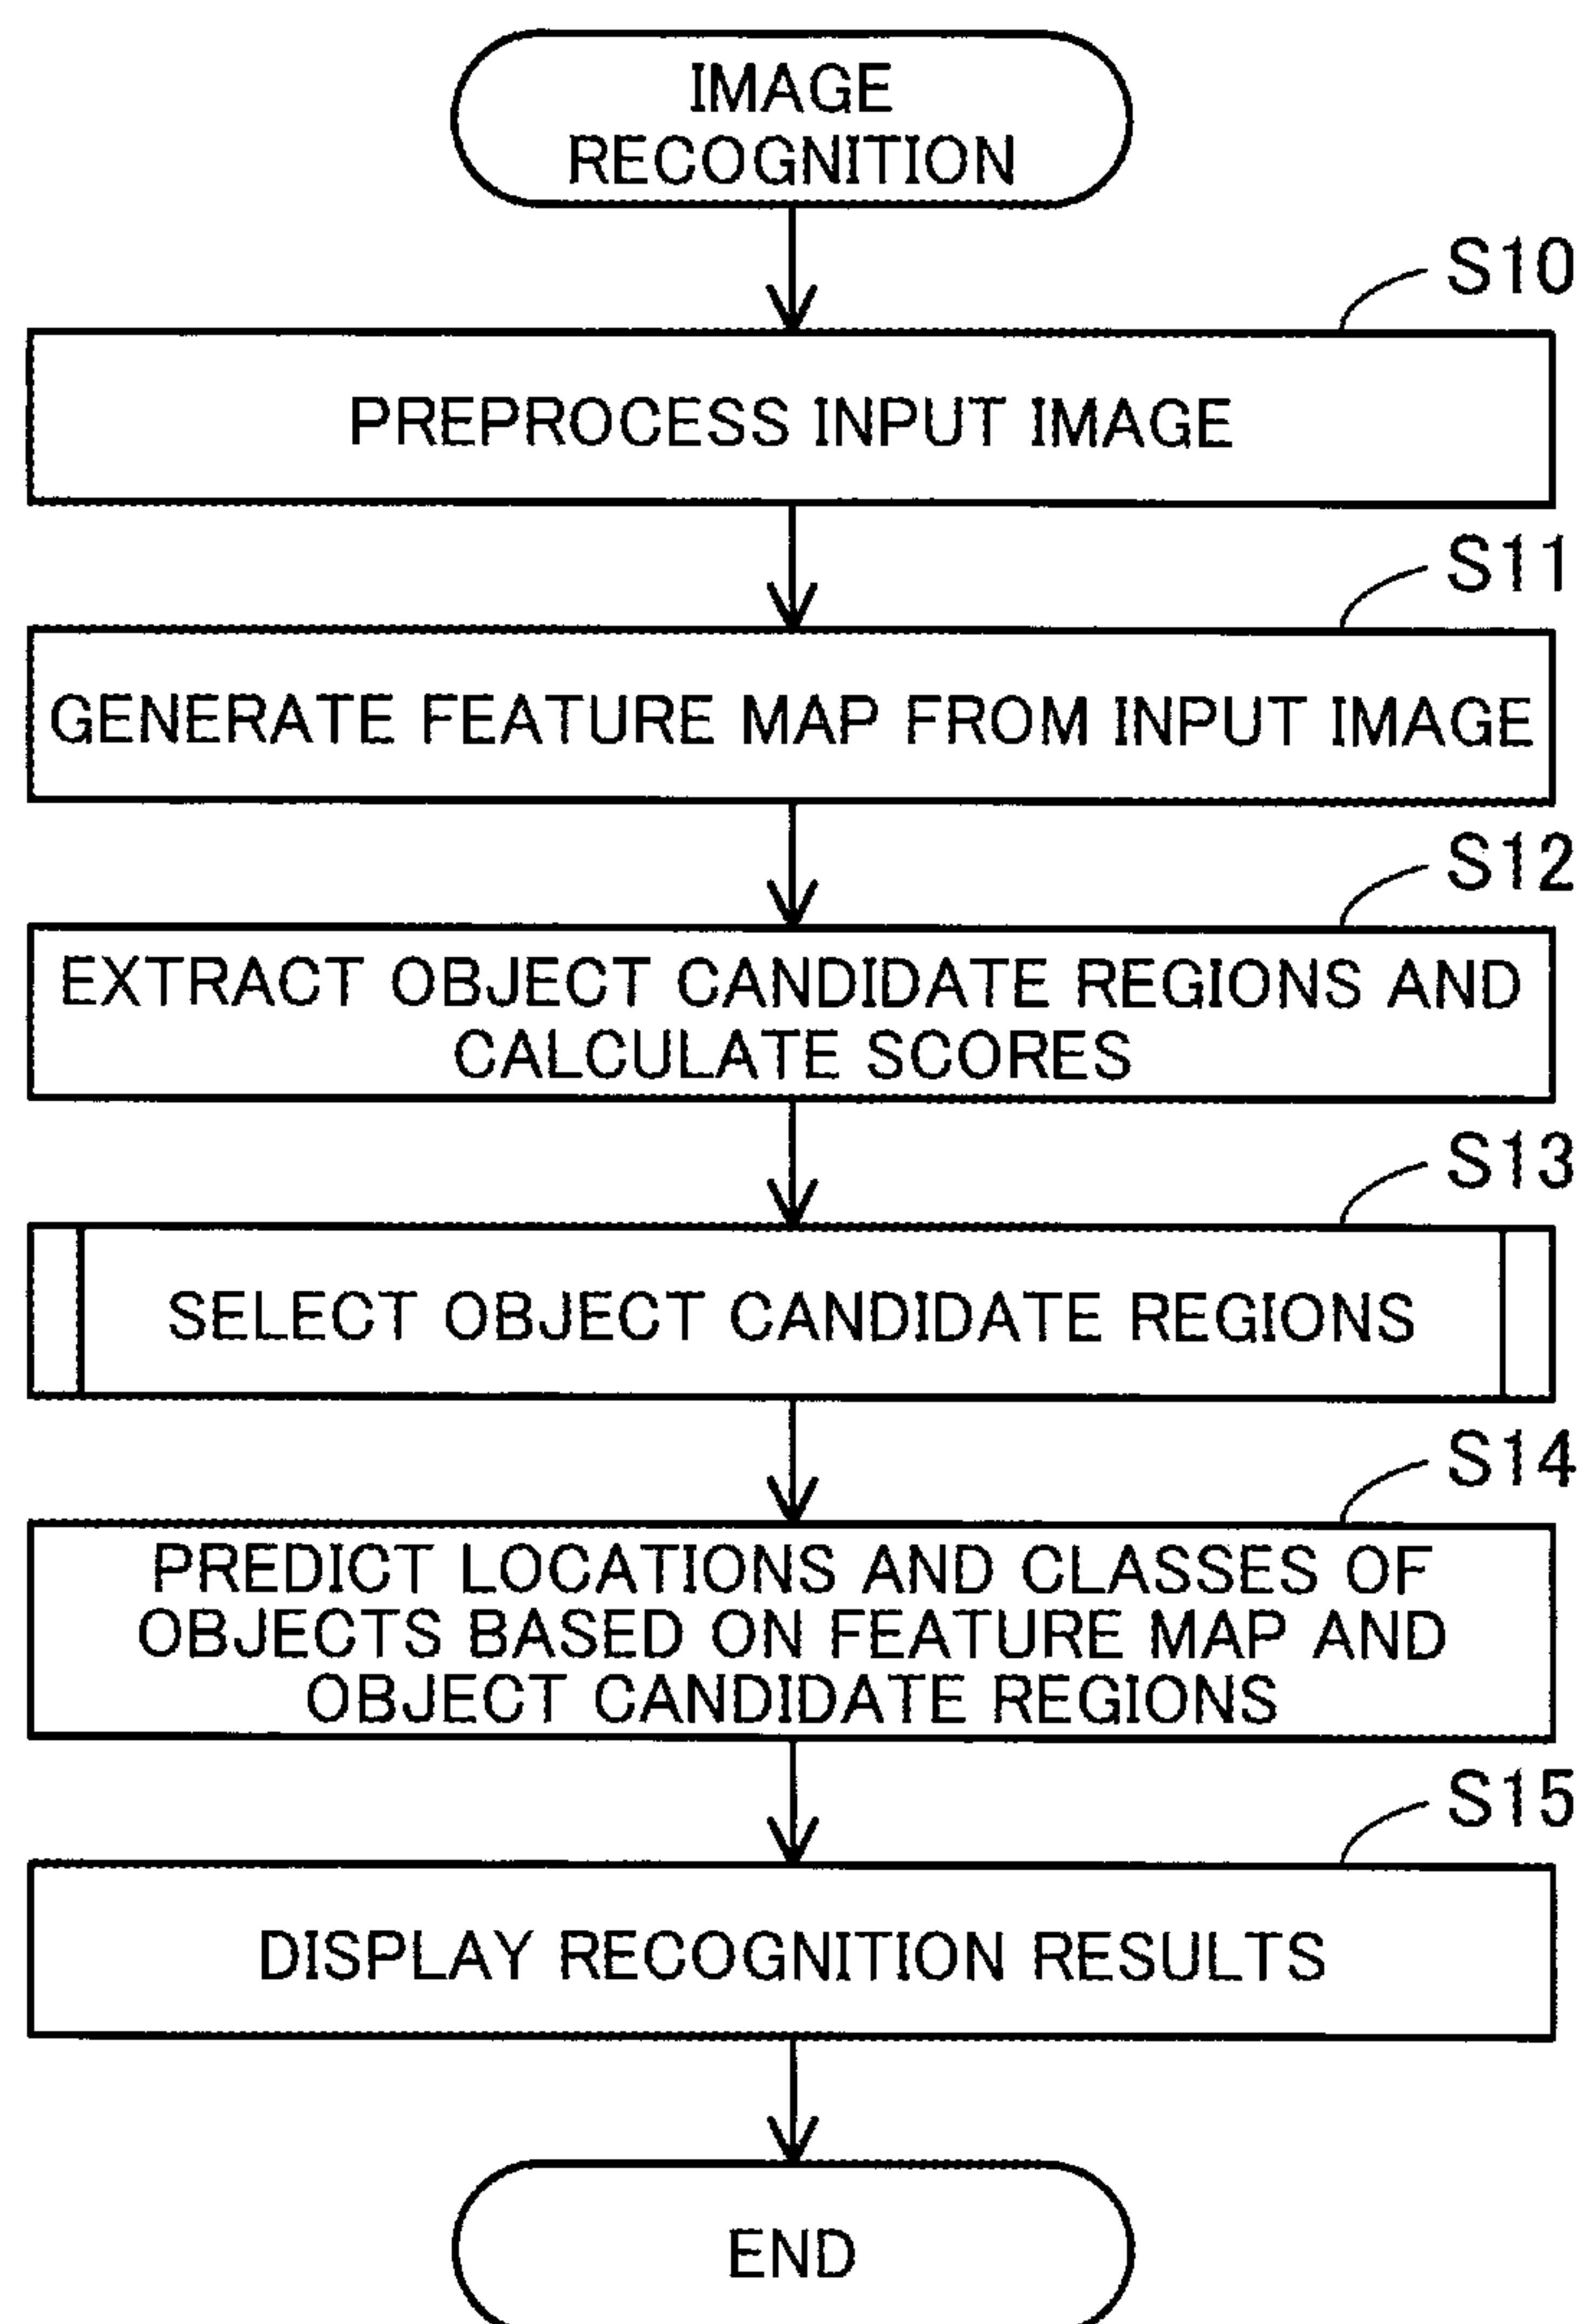 IMAGE
RECOGNITION
S10
PREPROCESS INPUT IMAGE
S11
GENERATE FEATURE MAP FROM INPUT IMAGE
S12
EXTRACT OBJECT CANDIDATE REGIONS AND
CALCULATE SCORES
S13
SELECT OBJECT CANDIDATE REGIONS
S14
PREDICT LOCATIONS AND CLASSES OF
OBJECTS BASED ON FEATURE MAP AND
OBJECT CANDIDATE REGIONS
S15
DISPLAY RECOGNITION RESULTS
END